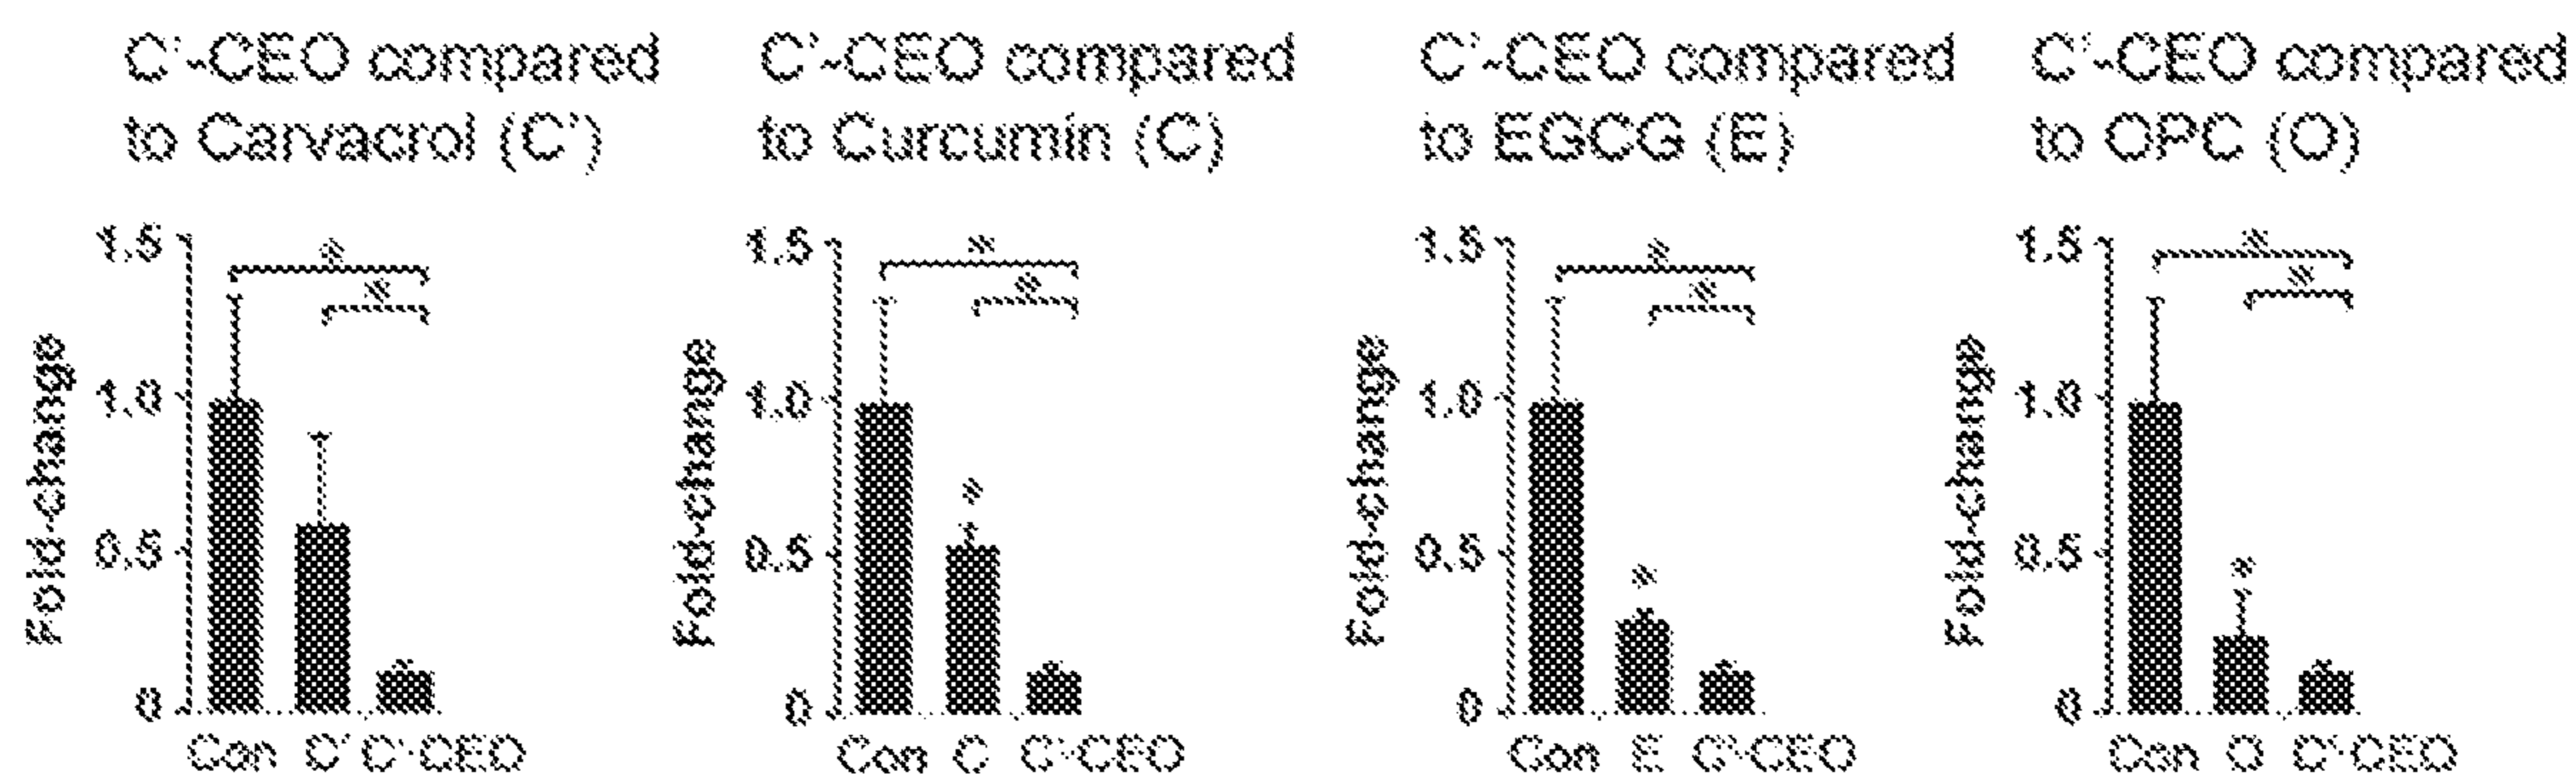 C'-CEO compared
to Carvacrol (C')
C'-CEO compared
to Curcumin (C)
C'-CEO compared
to EGCG (E)
C'-CEO compared
to OPC (O)
Fold-change
1.5
1.0
0.5
0
*
*
Con C' C'-CEO
Fold-change
1.5
1.0
0.5
0
*
*
*
Con C C'-CEO
Fold-change
1.5
1.0
0.5
0
*
*
*
Con E C'-CEO
Fold-change
1.5
1.0
0.5
0
*
*
*
Con O C'-CEO